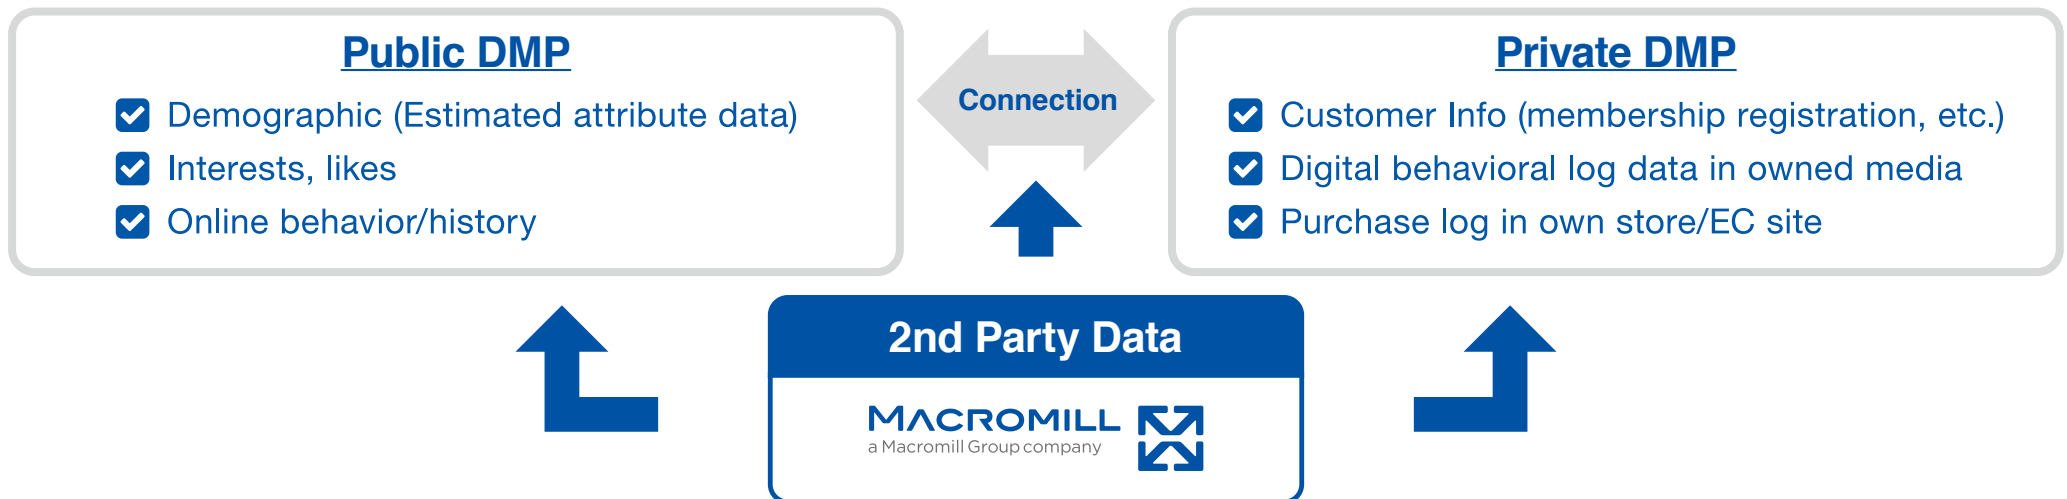 Public DMP
Demographic (Estimated attribute data)
Interests, likes
Online behavior/history
Connection
Private DMP
Customer Info (membership registration, etc.)
Digital behavioral log data in owned media
Purchase log in own store/EC site
2nd Party Data
MACROMILL
a Macromill Group company